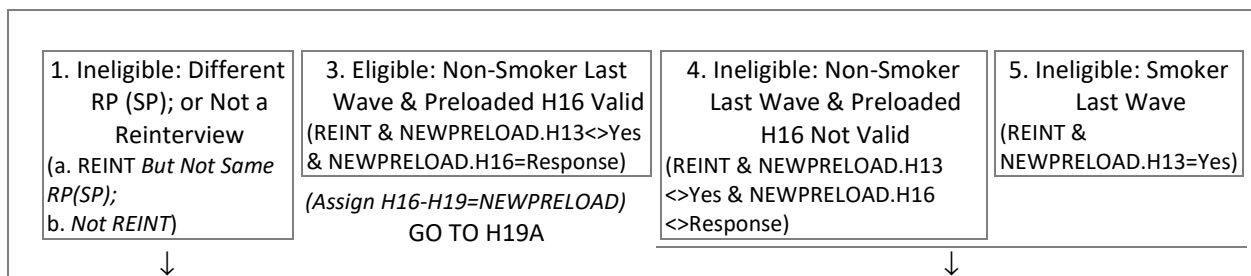 1. Ineligible: Different
RP (SP); or Not a
Reinterview
(a. REINT But Not Same
RP(SP);
b. Not REINT)
↓
3. Eligible: Non-Smoker Last
Wave & Preloaded H16 Valid
(REINT & NEWPRELOAD.H13<>Yes
& NEWPRELOAD.H16=Response)
(Assign H16-H19=NEWPRELOAD)
GO TO H19A
4. Ineligible: Non-Smoker
Last Wave & Preloaded
H16 Not Valid
(REINT & NEWPRELOAD.H13
<>Yes & NEWPRELOAD.H16
<>Response)
5. Ineligible: Smoker
Last Wave
(REINT &
NEWPRELOAD.H13=Yes)
↓